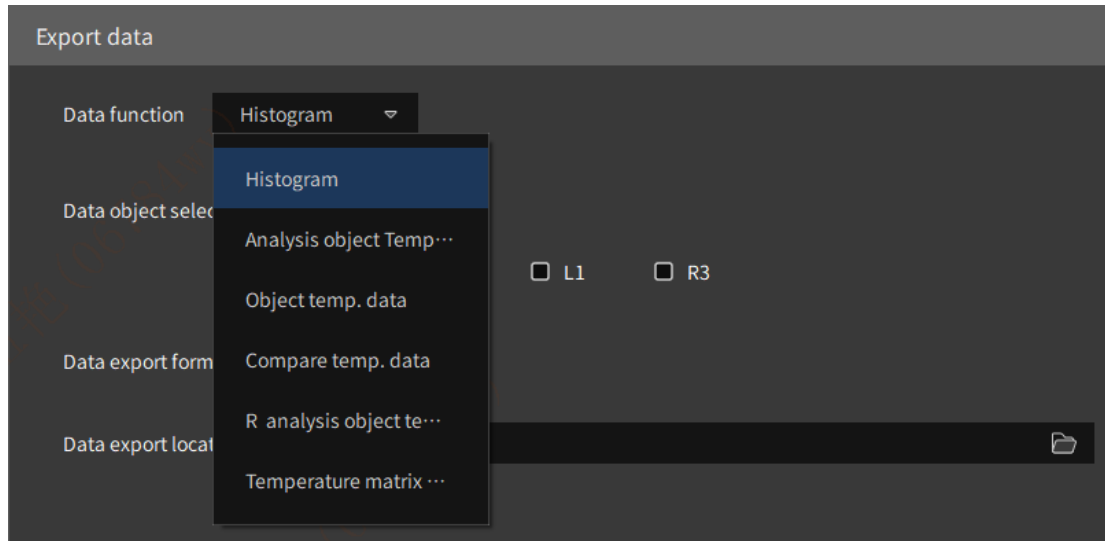 Export data
Data function Histogram
Histogram
Data object selec
Analysis object Temp···
L1 R3
Object temp. data
Data export form
Compare temp. data
R analysis object te···
Data export locat
Temperature matrix ···